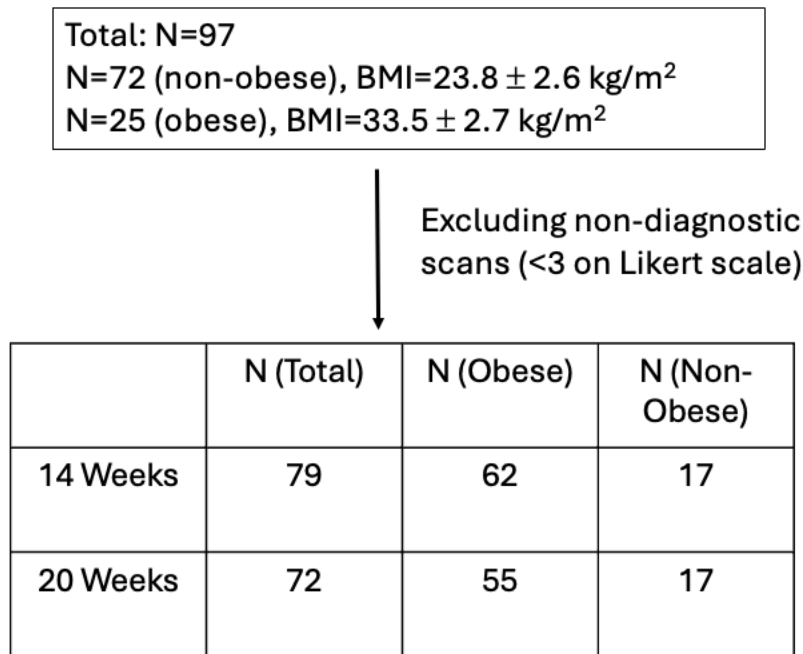 Total: N=97
N=72 (non-obese), BMI=23.8 ± 2.6 kg/m²
N=25 (obese), BMI=33.5 ± 2.7 kg/m²
Excluding non-diagnostic
scans (<3 on Likert scale)
N (Total) N (Obese) N (Non-
Obese)
14 Weeks 79 62 17
20 Weeks 72 55 17